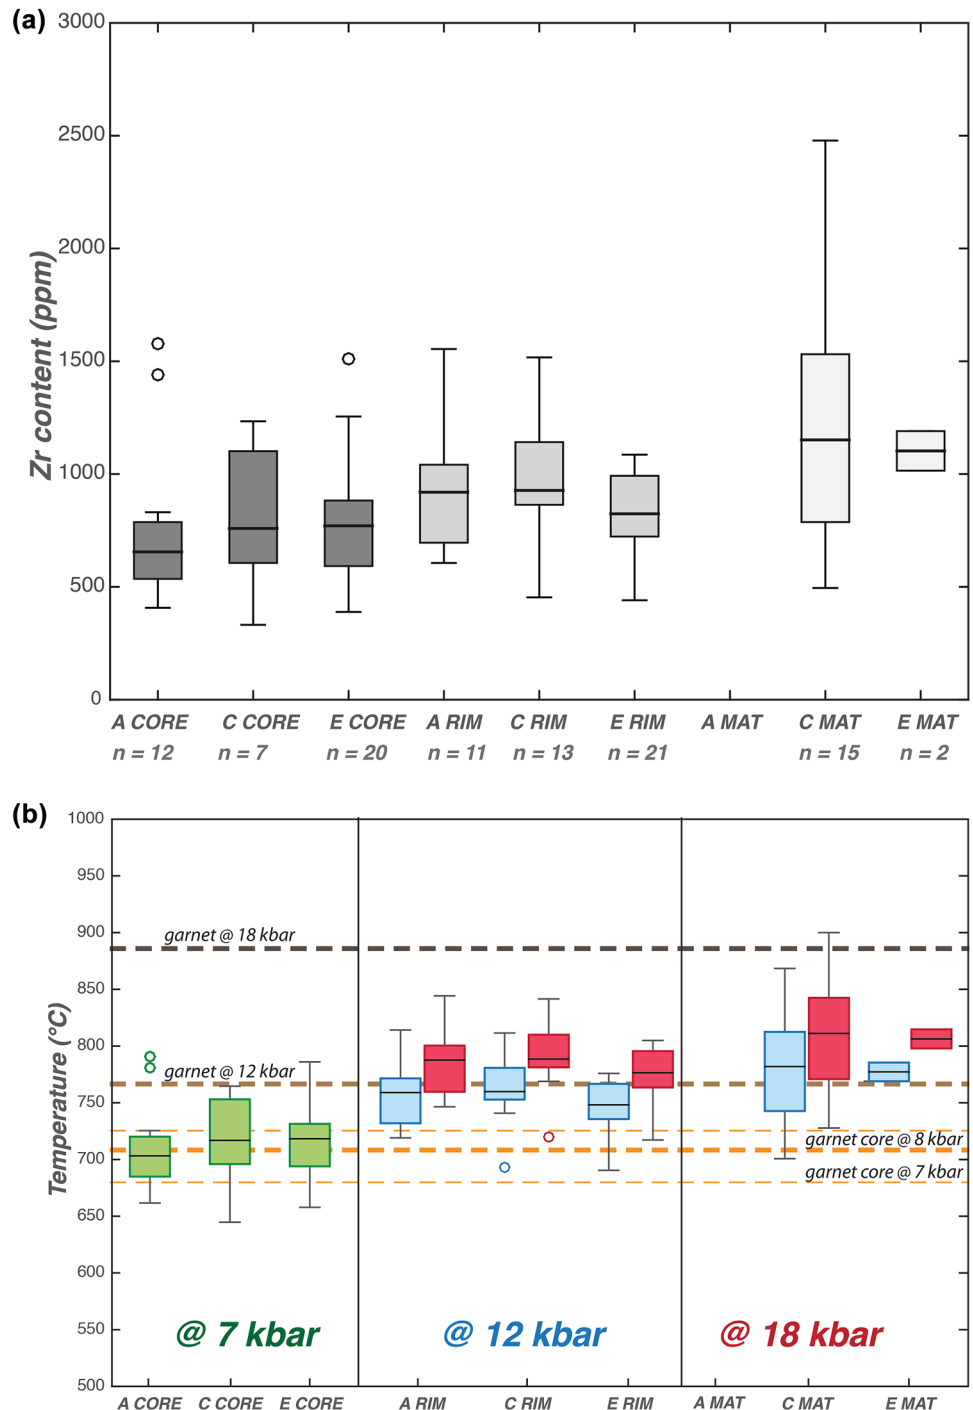 (a)
3000
2500
2000
1500
1000
500
0
Zr content (ppm)
A CORE C CORE E CORE A RIM C RIM E RIM A MAT C MAT E MAT
n = 12 n = 7 n = 20 n = 11 n = 13 n = 21 n = 15 n = 2
(b)
1000
950
900
850
800
750
700
650
600
550
500
Temperature (°C)
garnet @ 18 kbar
garnet @ 12 kbar
garnet core @ 8 kbar
garnet core @ 7 kbar
@ 7 kbar @ 12 kbar @ 18 kbar
A CORE C CORE E CORE A RIM C RIM E RIM A MAT C MAT E MAT